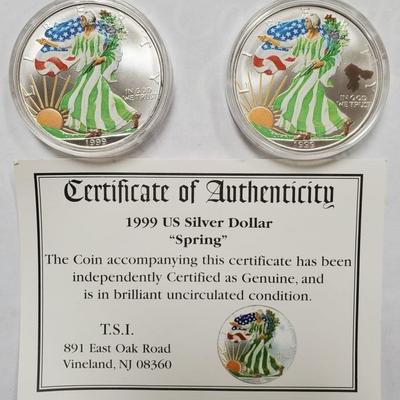 LIBERTY
IN GOD
WE TRUST
1999
LIBERTY
IN GOD
WE TRUST
1999
Certificate of Authenticity
1999 US Silver Dollar
“Spring”
The Coin accompanying this certificate has been
independently Certified as Genuine, and
is in brilliant uncirculated condition.
T.S.I.
891 East Oak Road
Vineland, NJ 08360